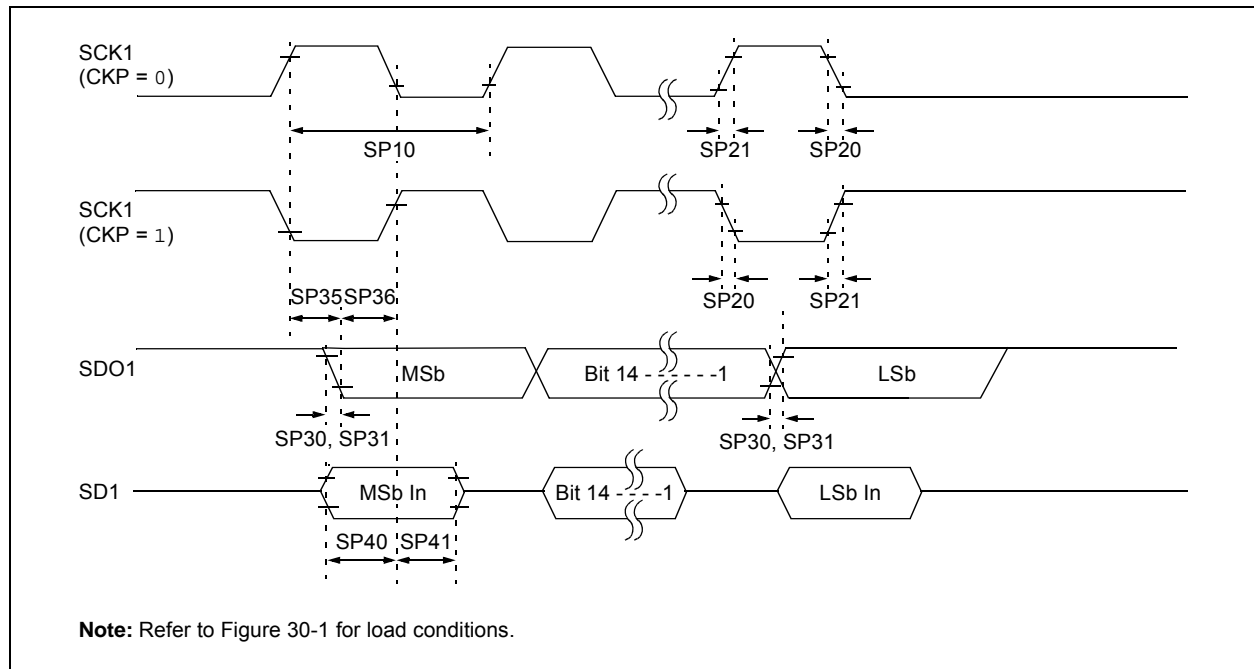 SCK1
(CKP = 0)
SP10
SP21
SP20
SCK1
(CKP = 1)
SP35 SP36
SP20
SP21
SDO1
MSb
Bit 14 - - - - - -1
LSb
SP30, SP31
SP30, SP31
SD1
MSb In
Bit 14 - - - -1
LSb In
SP40
SP41
Note: Refer to Figure 30-1 for load conditions.